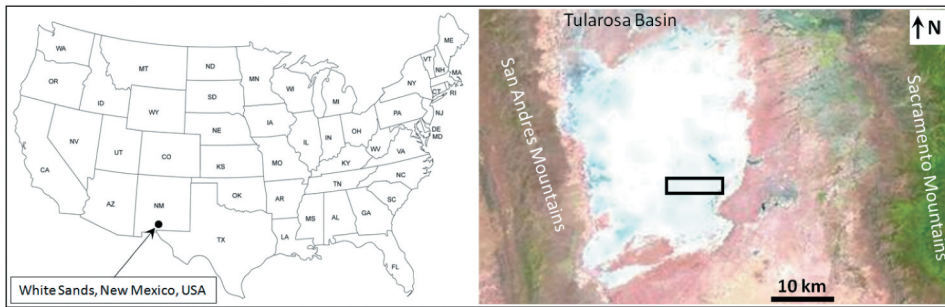 WA
OR
CA
NV
ID
MT
WY
UT
AZ
CO
NM
ND
SD
NE
KS
OK
TX
MN
IA
MO
AR
LA
WI
IL
MI
IN
OH
KY
TN
MS
AL
GA
FL
SC
NC
VA
WV
PA
NY
VT
NH
ME
MA
RI
CT
NJ
DE
MD
White Sands, New Mexico, USA
Tularosa Basin
N
San Andres Mountains
Sacramento Mountains
10 km